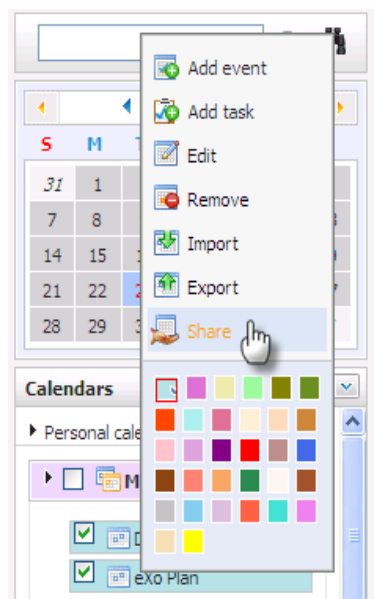 Add event
Add task
S M
Edit
31 1
Remove
7 8
14 15
Import
21 22
Export
28 29
Share
Calendars
Personal cale
M
D
eXo Plan